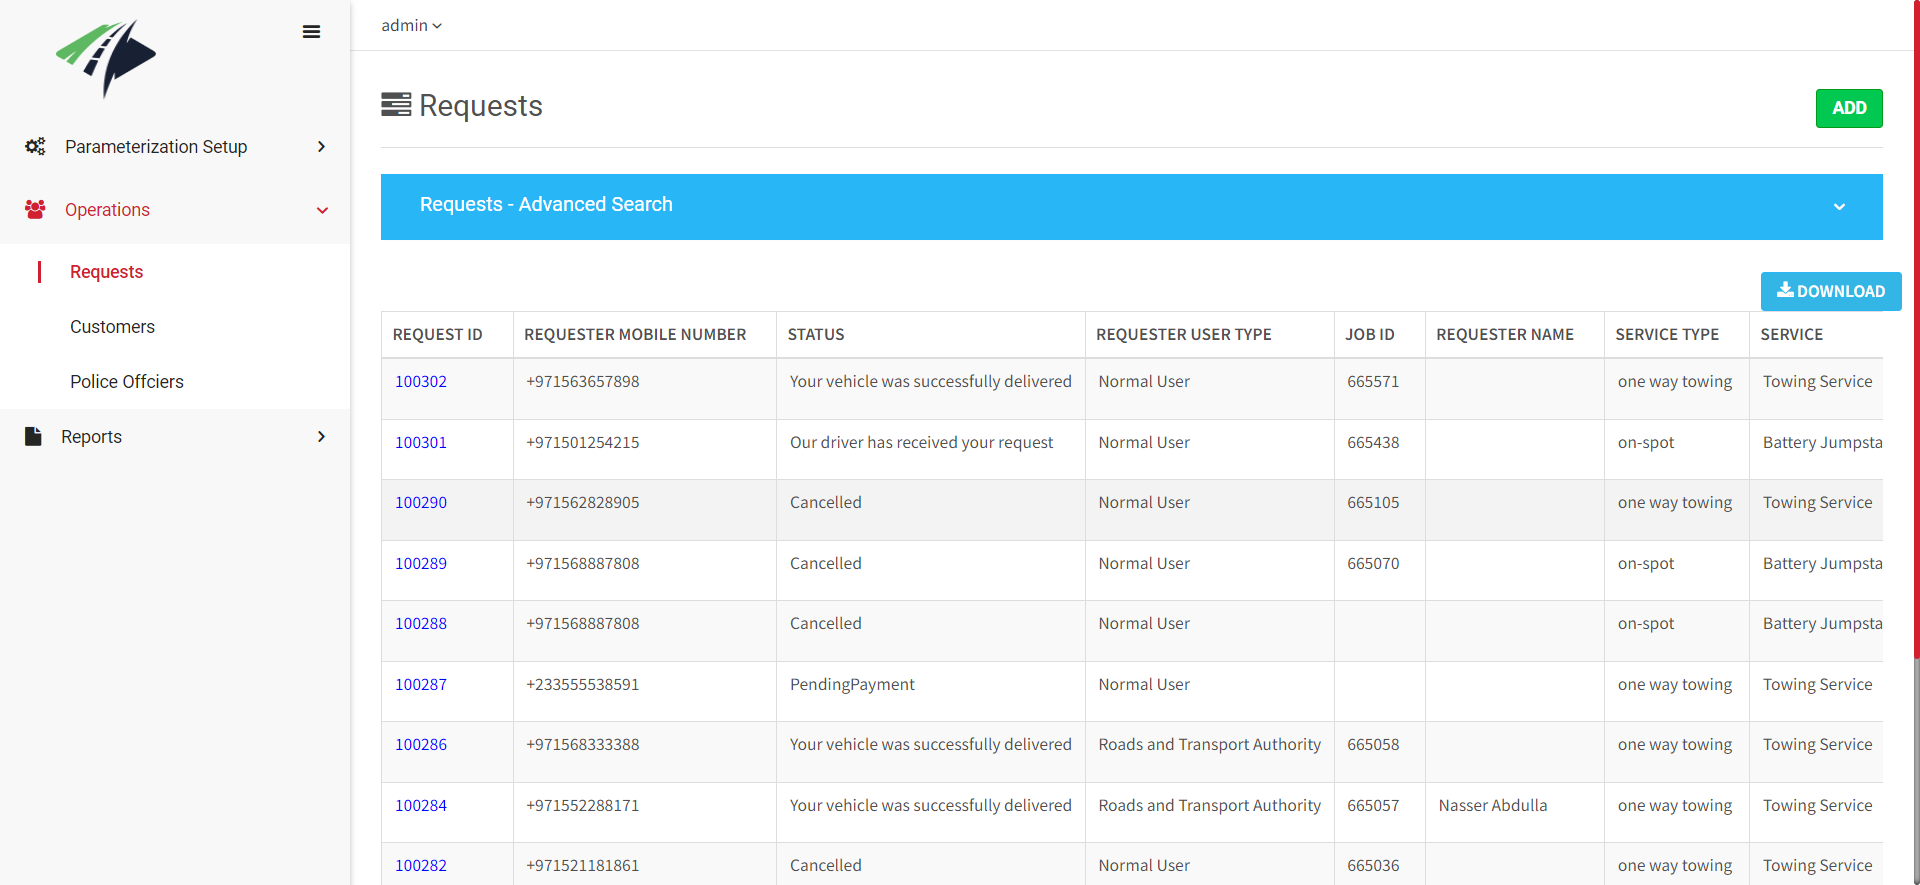 admin
Requests
ADD
Parameterization Setup
Operations
Requests
Customers
Police Offciers
Reports
Requests - Advanced Search
DOWNLOAD
REQUEST ID REQUESTER MOBILE NUMBER STATUS REQUESTER USER TYPE JOB ID REQUESTER NAME SERVICE TYPE SERVICE
100302 +971563657898 Your vehicle was successfully delivered Normal User 665571 one way towing Towing Service
100301 +971501254215 Our driver has received your request Normal User 665438 on-spot Battery Jumpsta
100290 +971562828905 Cancelled Normal User 665105 one way towing Towing Service
100289 +971568887808 Cancelled Normal User 665070 on-spot Battery Jumpsta
100288 +971568887808 Cancelled Normal User on-spot Battery Jumpsta
100287 +233555538591 PendingPayment Normal User one way towing Towing Service
100286 +971568333388 Your vehicle was successfully delivered Roads and Transport Authority 665058 one way towing Towing Service
100284 +971552288171 Your vehicle was successfully delivered Roads and Transport Authority 665057 Nasser Abdulla one way towing Towing Service
100282 +971521181861 Cancelled Normal User 665036 one way towing Towing Service